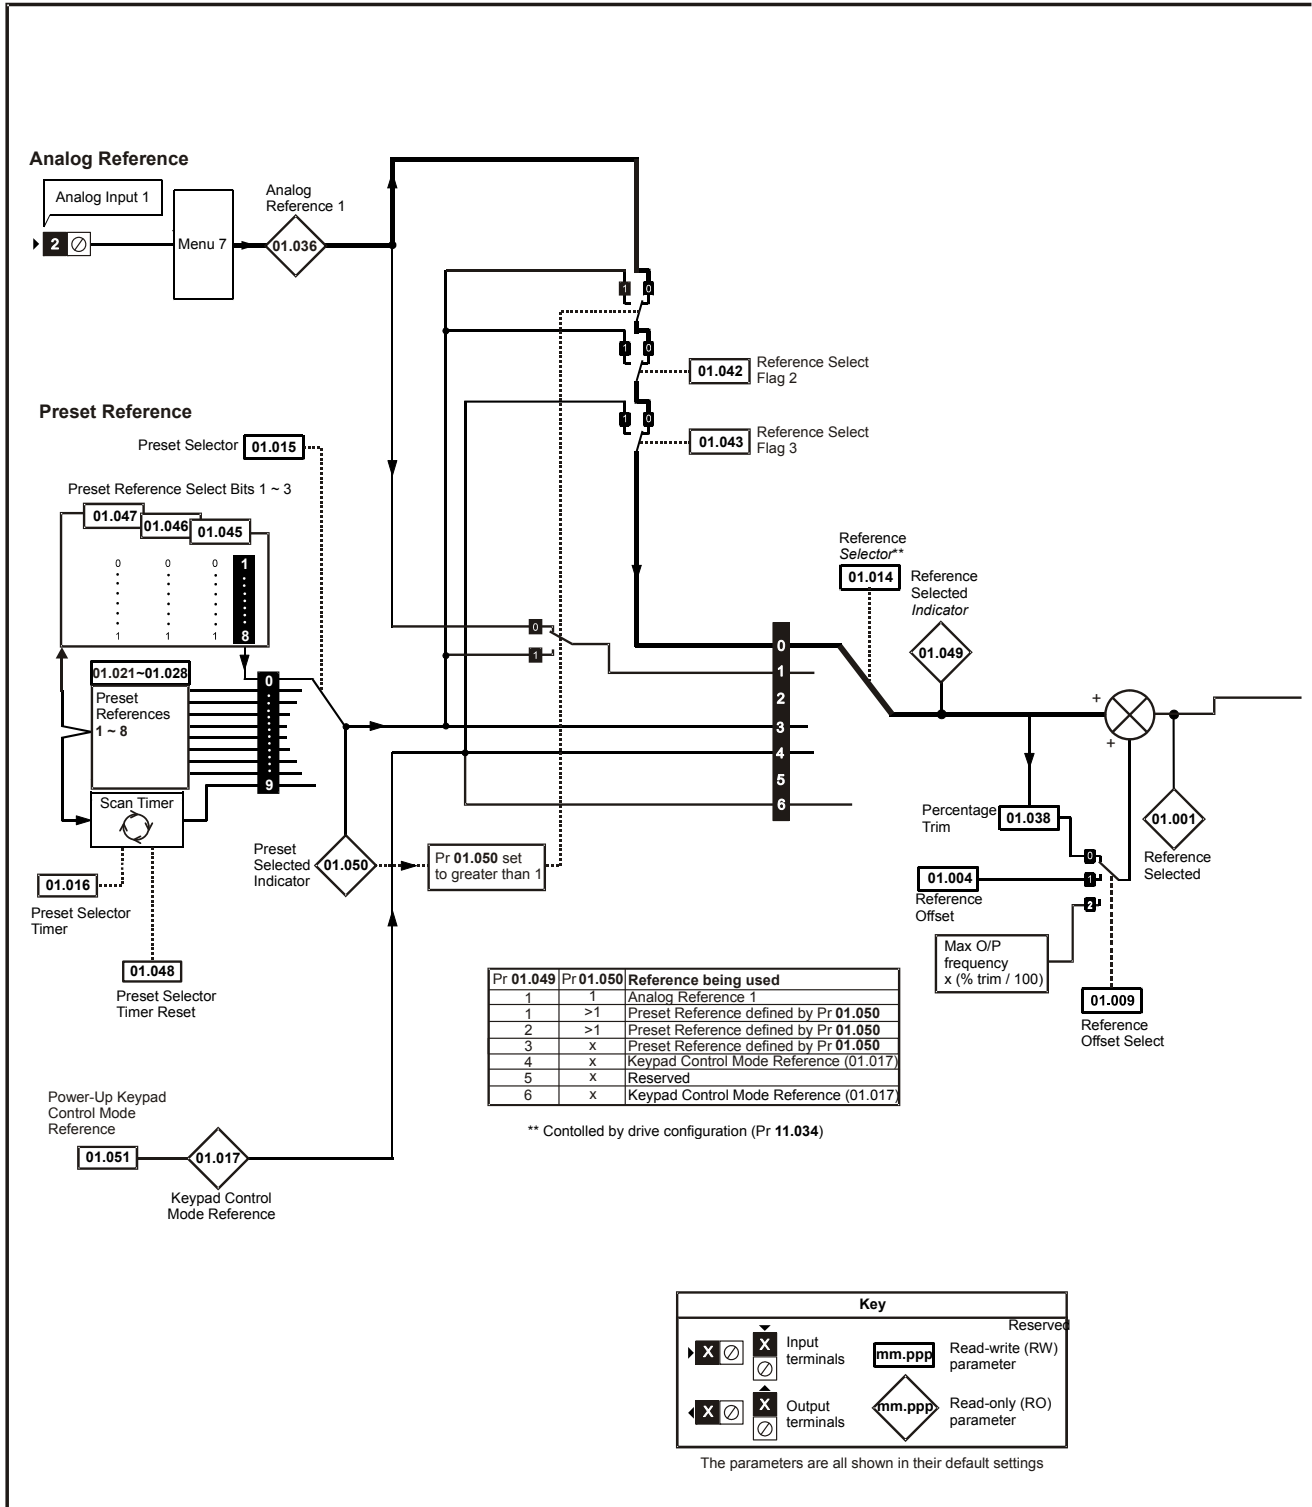 Analog Reference
Analog Input 1
2
Menu 7
Analog
Reference 1
01.036
1
0
1
0
01.042
Reference Select
Flag 2
1
0
01.043
Reference Select
Flag 3
Preset Reference
Preset Selector
01.015
Preset Reference Select Bits 1 ~ 3
01.047
01.046
01.045
0 0 0 1
1 1 1 8
01.021~01.028
Preset
References
1 ~ 8
0
9
Scan Timer
01.016
Preset Selector
Timer
01.048
Preset Selector
Timer Reset
Preset
Selected
Indicator
01.050
Pr 01.050 set
to greater than 1
0
1
0
1
2
3
4
5
6
Reference
Selector**
01.014
Reference
Selected
Indicator
01.049
+
+
Percentage
Trim
01.038
01.001
Reference
Selected
0
1
2
01.004
Reference
Offset
Max O/P
frequency
x (% trim / 100)
01.009
Reference
Offset Select
Pr 01.049 Pr 01.050 Reference being used
1 1 Analog Reference 1
1 >1 Preset Reference defined by Pr 01.050
2 >1 Preset Reference defined by Pr 01.050
3 x Preset Reference defined by Pr 01.050
4 x Keypad Control Mode Reference (01.017)
5 x Reserved
6 x Keypad Control Mode Reference (01.017)
** Contolled by drive configuration (Pr 11.034)
Power-Up Keypad
Control Mode
Reference
01.051
01.017
Keypad Control
Mode Reference
Key
Reserved
X
X
Input
terminals
mm.ppp
Read-write (RW)
parameter
X
X
Output
terminals
mm.ppp
Read-only (RO)
parameter
The parameters are all shown in their default settings